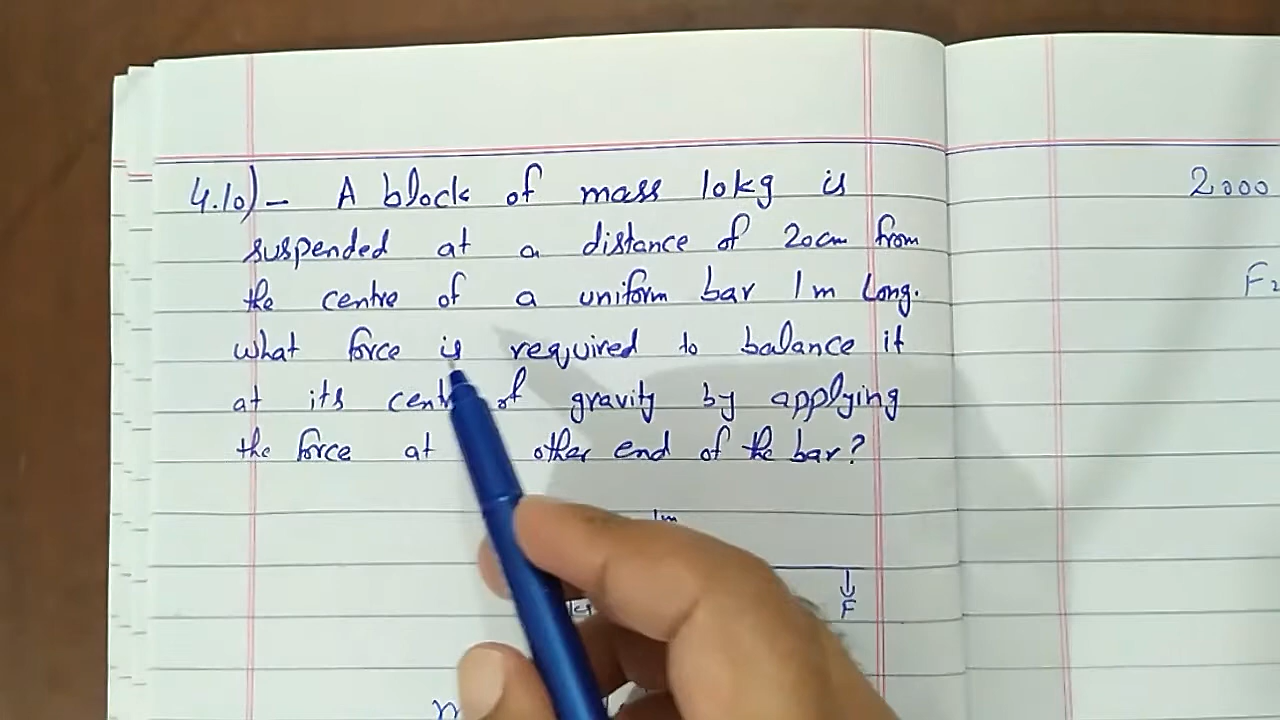 4.10)- A block of mass 10kg is
suspended at a distance of 20cm from
the centre of a uniform bar 1m long.
what force is required to balance it
at its of gravity by applying
the force at other end of the bar?
1m
F
2000
F